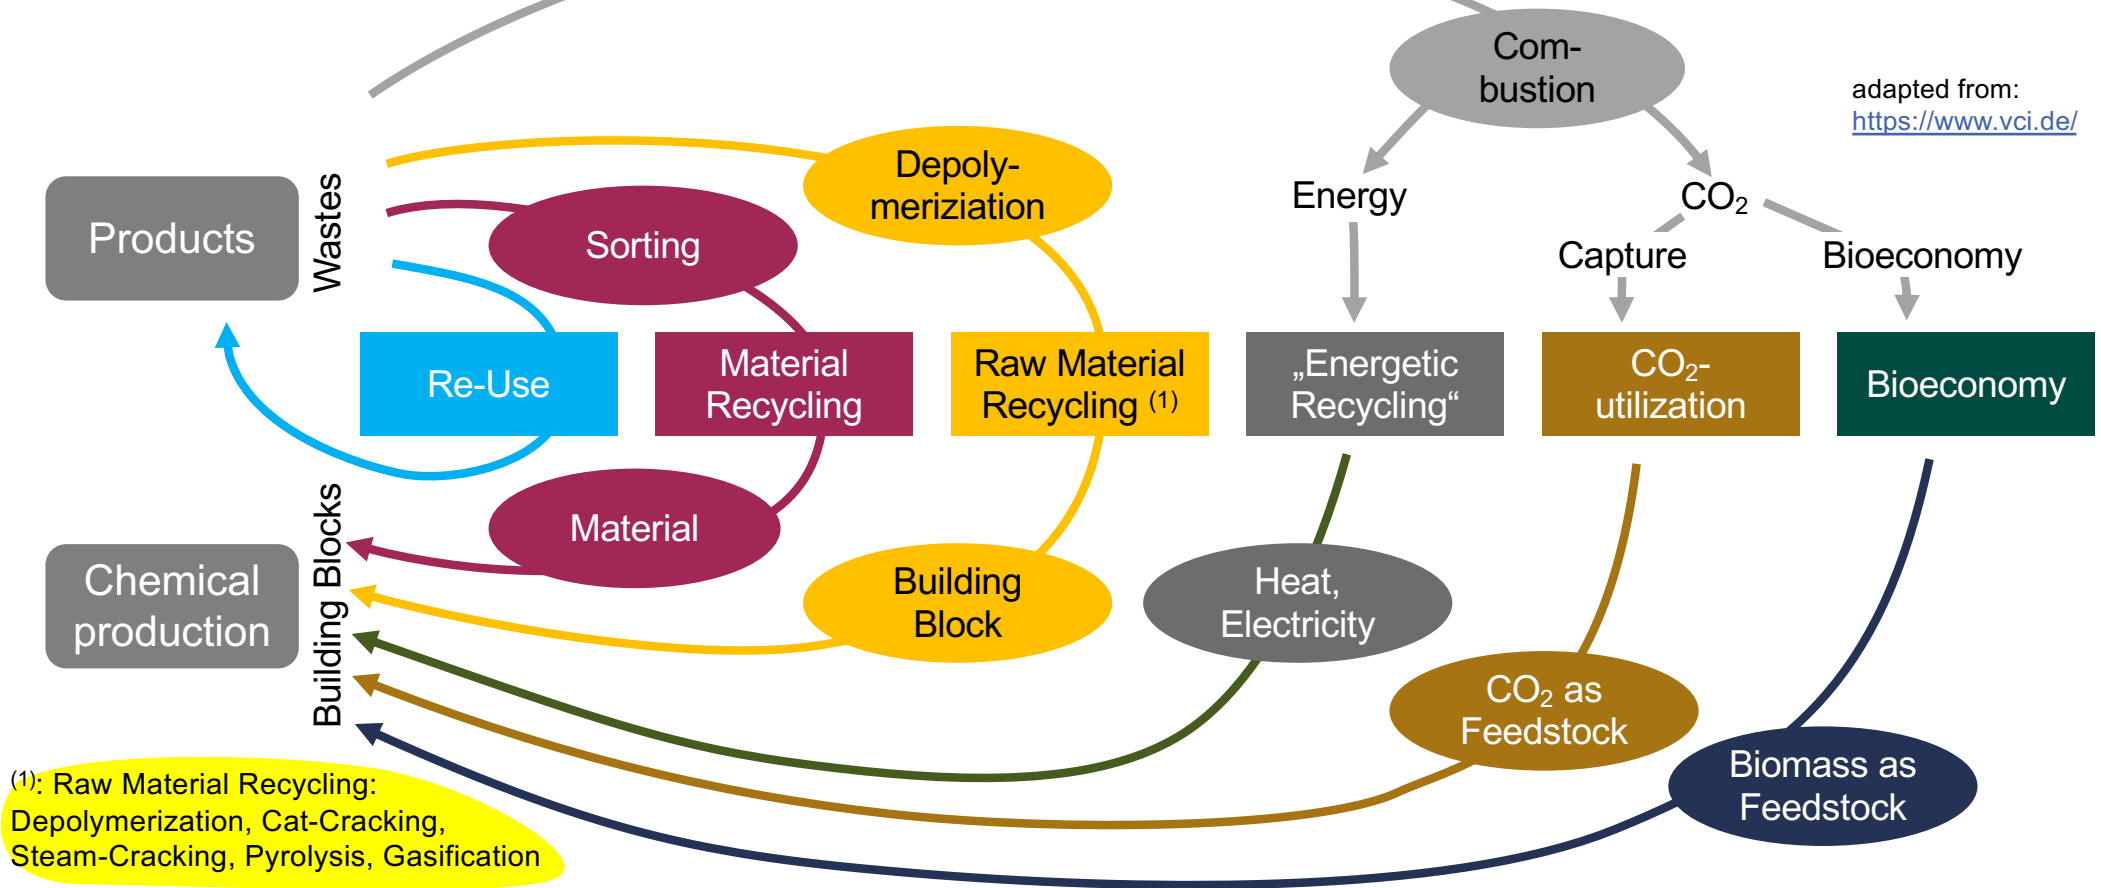 Com-
bustion
adapted from:
https://www.vci.de/
Depoly-
meriziation
Energy
CO₂
Products
Wastes
Sorting
Capture
Bioeconomy
Re-Use
Material
Recycling
Raw Material
Recycling ⁽¹⁾
„Energetic
Recycling“
CO₂-
utilization
Bioeconomy
Material
Chemical
production
Building Blocks
Building
Block
Heat,
Electricity
CO₂ as
Feedstock
Biomass as
Feedstock
⁽¹⁾: Raw Material Recycling:
Depolymerization, Cat-Cracking,
Steam-Cracking, Pyrolysis, Gasification